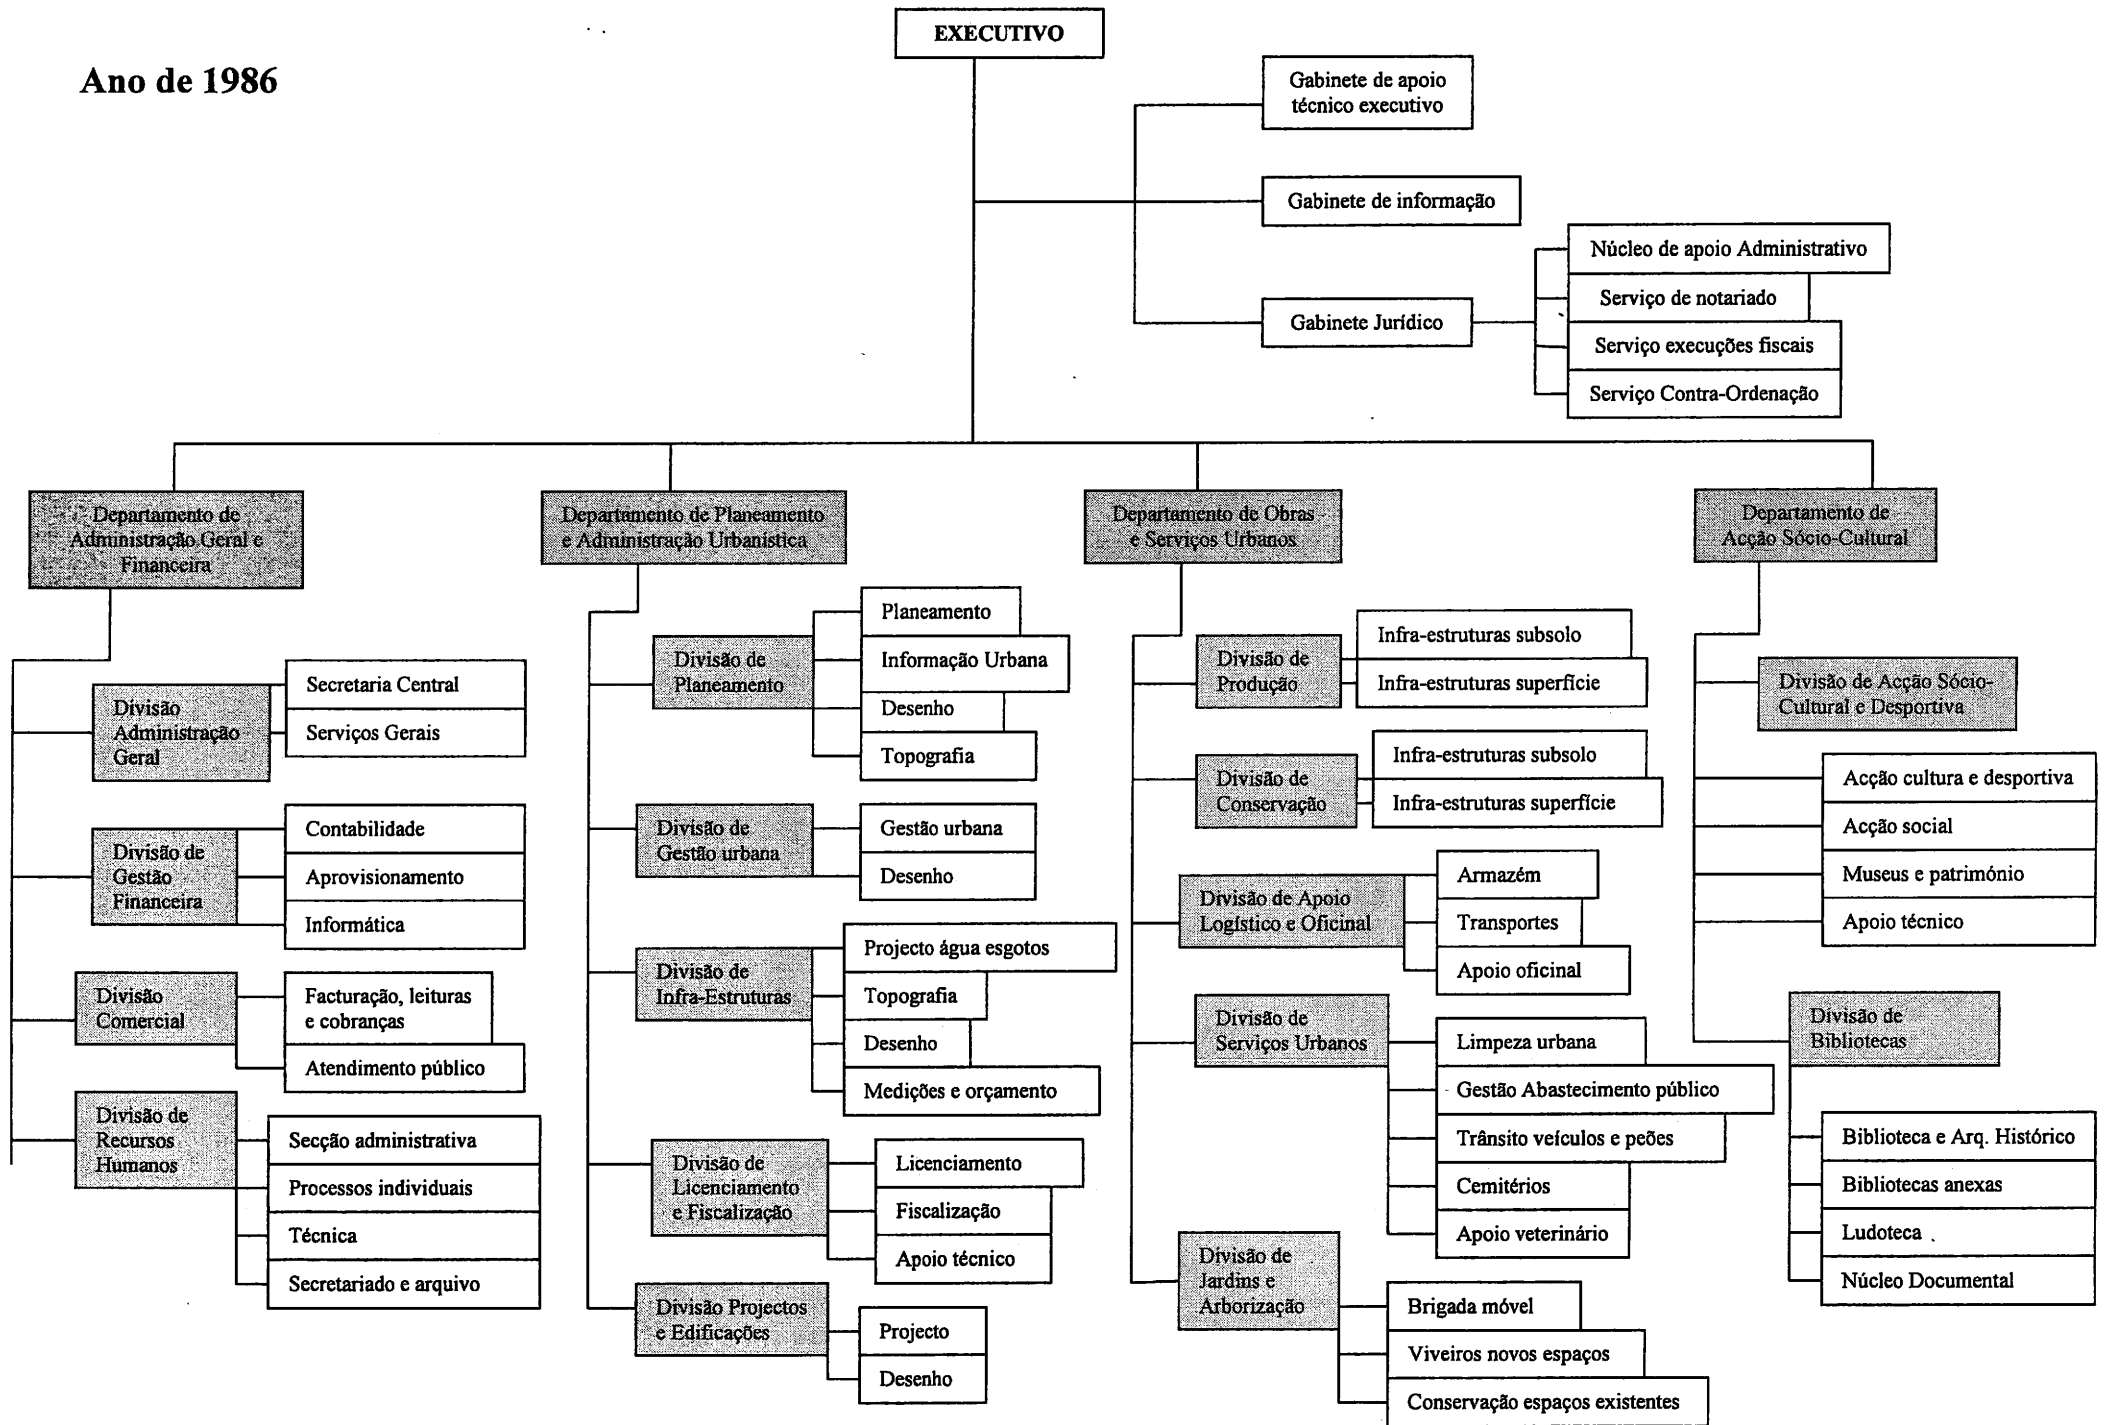 EXECUTIVO
Ano de 1986
Gabinete de apoio
técnico executivo
Gabinete de informação
Gabinete Jurídico
Núcleo de apoio Administrativo
Serviço de notariado
Serviço execuções fiscais
Serviço Contra-Ordenação
Departamento de
Administração Geral e
Financeira
Divisão
Administração
Geral
Secretaria Central
Serviços Gerais
Divisão de
Gestão
Financeira
Contabilidade
Aprovisionamento
Informática
Divisão
Comercial
Facturação, leituras
e cobranças
Atendimento público
Divisão de
Recursos
Humanos
Secção administrativa
Processos individuais
Técnica
Secretariado e arquivo
Departamento de Planeamento
e Administração Urbanística
Divisão de
Planeamento
Planeamento
Informação Urbana
Desenho
Topografia
Divisão de
Gestão urbana
Gestão urbana
Desenho
Divisão de
Infra-Estruturas
Projecto água esgotos
Topografia
Desenho
Medições e orçamento
Divisão de
Licenciamento
e Fiscalização
Licenciamento
Fiscalização
Apoio técnico
Divisão Projectos
e Edificações
Projecto
Desenho
Departamento de Obras
e Serviços Urbanos
Divisão de
Produção
Infra-estruturas subsolo
Infra-estruturas superfície
Divisão de
Conservação
Infra-estruturas subsolo
Infra-estruturas superfície
Divisão de Apoio
Logístico e Oficinal
Armazém
Transportes
Apoio oficinal
Divisão de
Serviços Urbanos
Limpeza urbana
Gestão Abastecimento público
Trânsito veículos e peões
Cemitérios
Apoio veterinário
Divisão de
Jardins e
Arborização
Brigada móvel
Viveiros novos espaços
Conservação espaços existentes
Departamento de
Acção Sócio-Cultural
Divisão de Acção Sócio-
Cultural e Desportiva
Acção cultura e desportiva
Acção social
Museus e património
Apoio técnico
Divisão de
Bibliotecas
Biblioteca e Arq. Histórico
Bibliotecas anexas
Ludoteca
Núcleo Documental